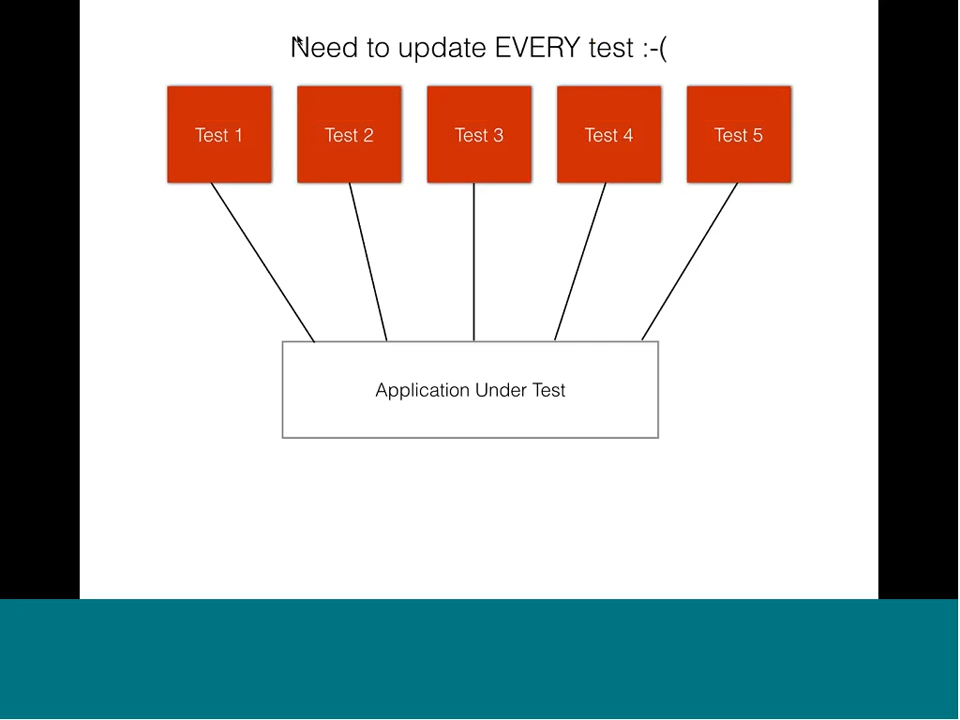 Need to update EVERY test :-(
Test 1
Test 2
Test 3
Test 4
Test 5
Application Under Test